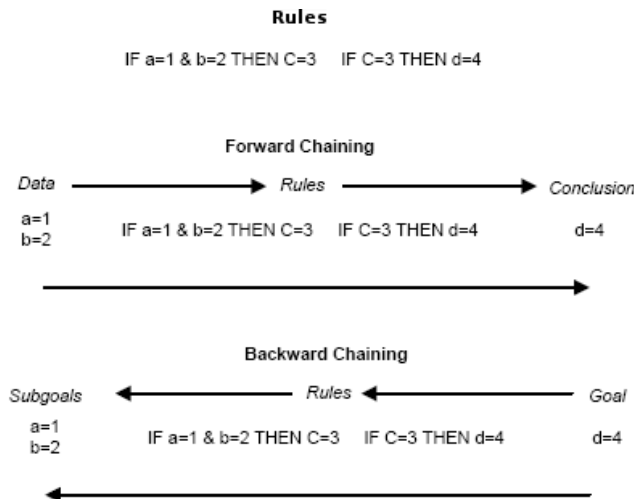 Rules
IF a=1 & b=2 THEN C=3 IF C=3 THEN d=4
Forward Chaining
Data Rules Conclusion
a=1
b=2
IF a=1 & b=2 THEN C=3 IF C=3 THEN d=4 d=4
Backward Chaining
Subgoals Rules Goal
a=1
b=2
IF a=1 & b=2 THEN C=3 IF C=3 THEN d=4 d=4